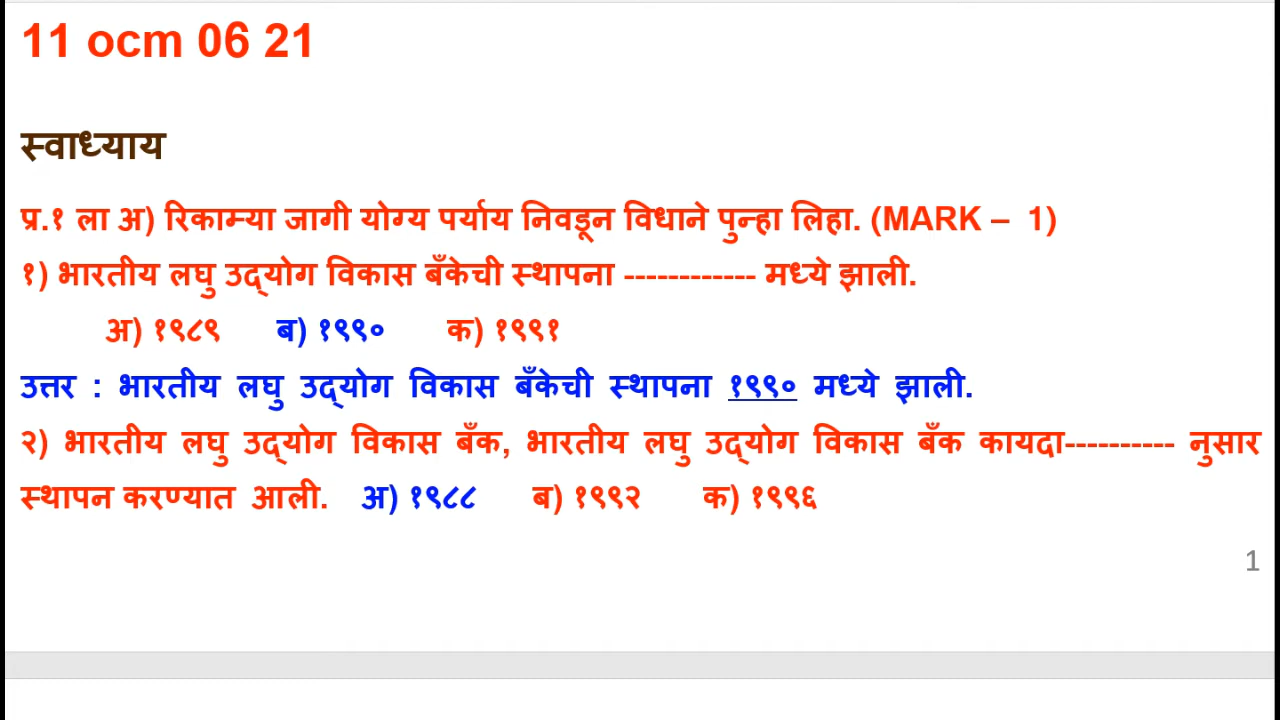 11 ocm 06 21
स्वाध्याय
प्र.१ ला अ) रिकाम्या जागी योग्य पर्याय निवडून विधाने पुन्हा लिहा. (MARK – 1)
१) भारतीय लघु उद्‌योग विकास बँकेची स्थापना ------------ मध्ये झाली.
अ) १९८९ ब) १९९० क) १९९१
उत्तर : भारतीय लघु उद्‌योग विकास बँकेची स्थापना १९९० मध्ये झाली.
२) भारतीय लघु उद्‌योग विकास बँक, भारतीय लघु उद्‌योग विकास बँक कायदा---------- नुसार
स्थापन करण्यात आली. अ) १९८८ ब) १९९२ क) १९९६
1